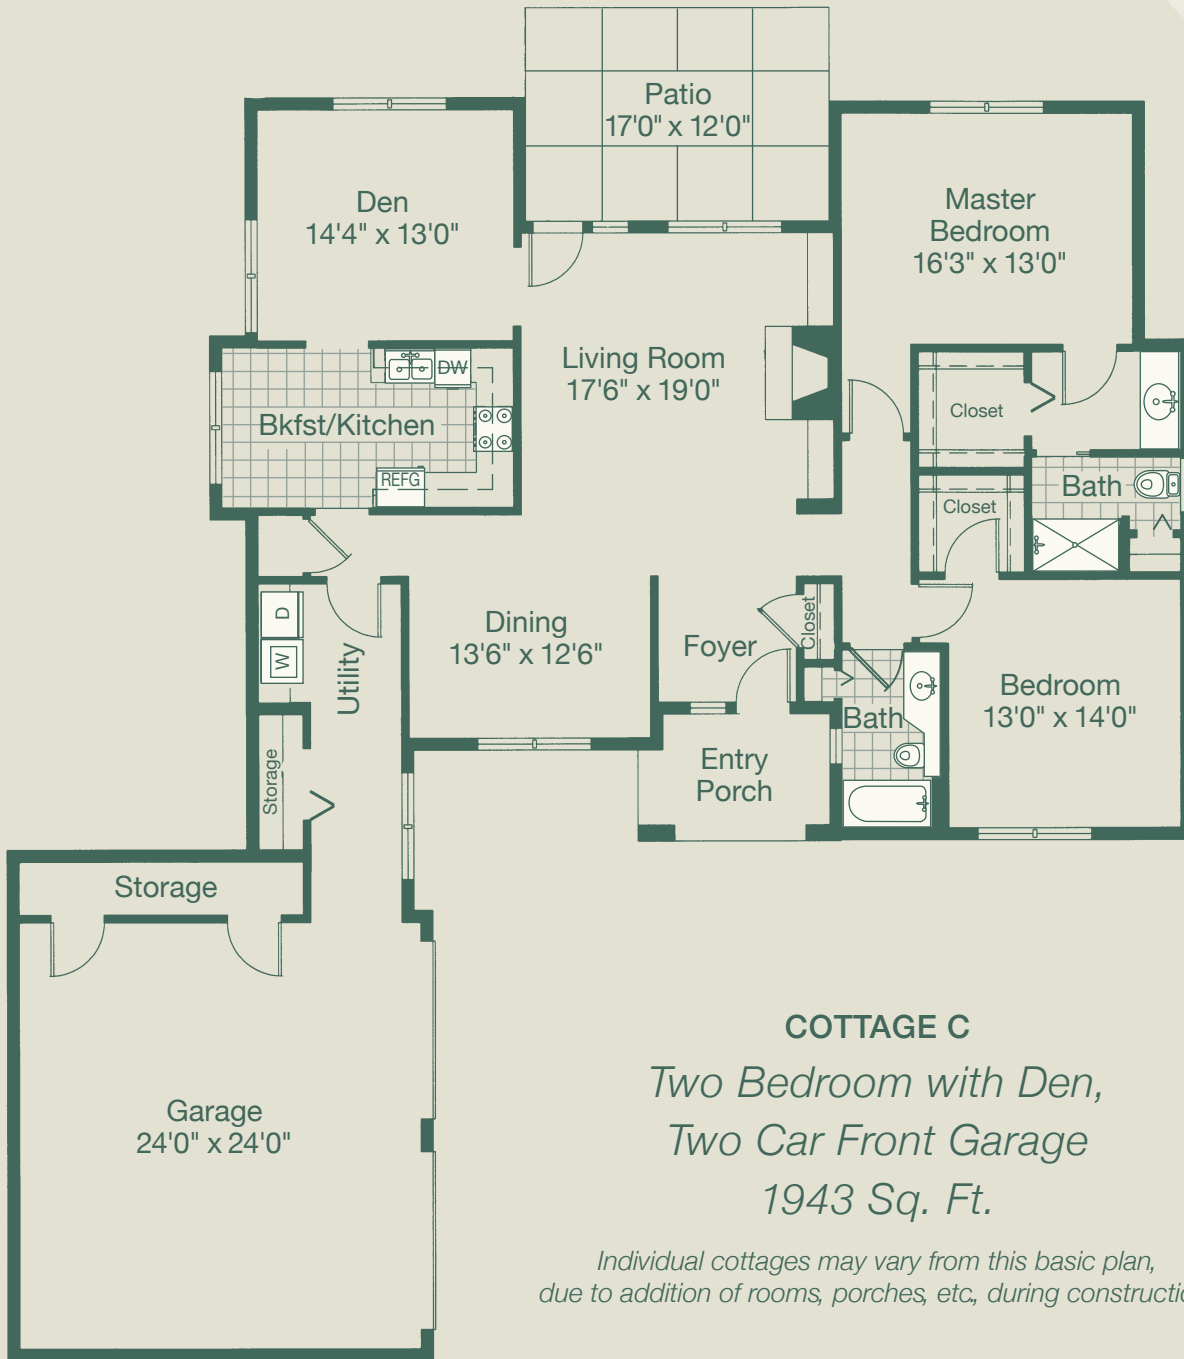 Patio
17'0" x 12'0"
Den
14'4" x 13'0"
Master
Bedroom
16'3" x 13'0"
Living Room
17'6" x 19'0"
DW
Bkfst/Kitchen
REFG
Closet
Bath
Closet
D
W
Utility
Dining
13'6" x 12'6"
Foyer
Closet
Bedroom
13'0" x 14'0"
Bath
Entry
Porch
Storage
Storage
Garage
24'0" x 24'0"
COTTAGE C
Two Bedroom with Den,
Two Car Front Garage
1943 Sq. Ft.
Individual cottages may vary from this basic plan,
due to addition of rooms, porches, etc., during